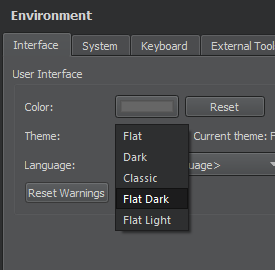 Environment
Interface System Keyboard External Tool
User Interface
Color: Reset
Theme: Current theme: F
Flat
Dark
Classic
Flat Dark
Flat Light
Language: uage>
Reset Warnings